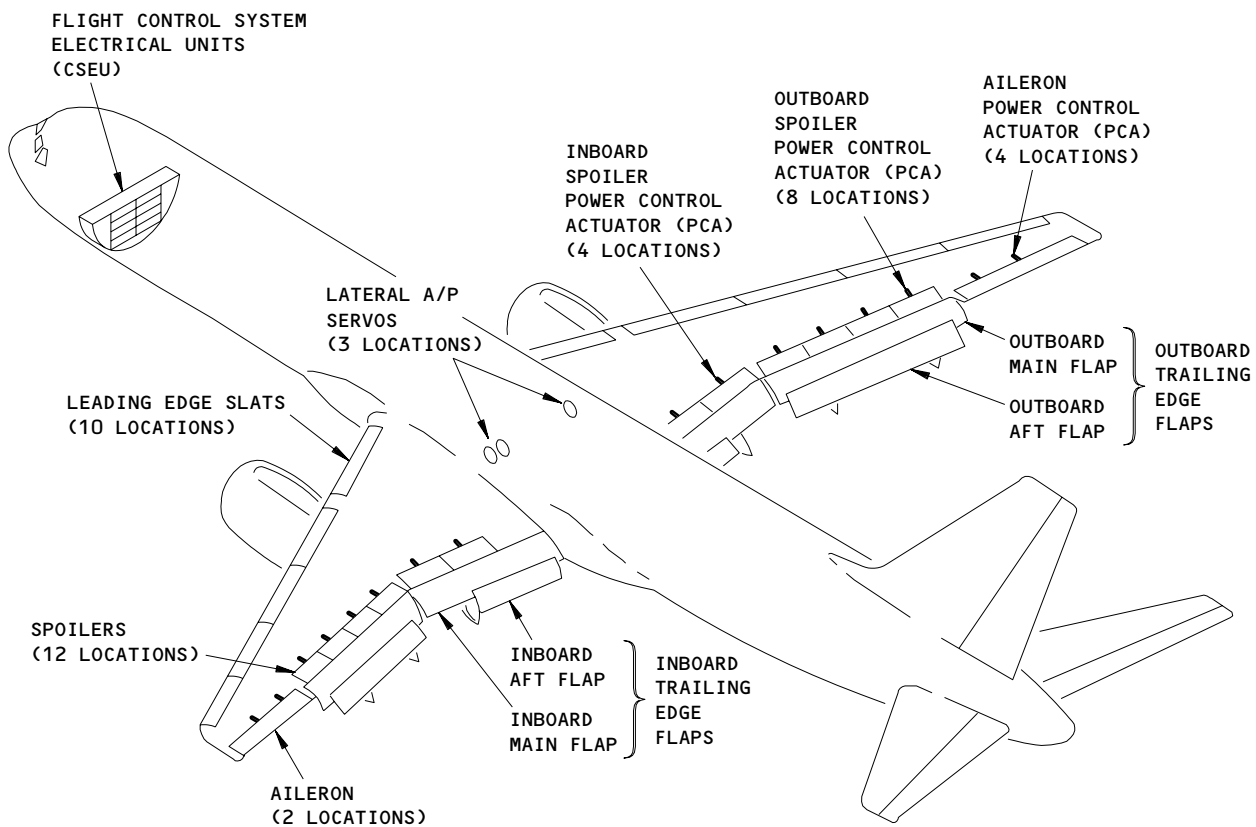 FLIGHT CONTROL SYSTEM
ELECTRICAL UNITS
(CSEU)
AILERON
POWER CONTROL
ACTUATOR (PCA)
(4 LOCATIONS)
OUTBOARD
SPOILER
POWER CONTROL
ACTUATOR (PCA)
(8 LOCATIONS)
INBOARD
SPOILER
POWER CONTROL
ACTUATOR (PCA)
(4 LOCATIONS)
LATERAL A/P
SERVOS
(3 LOCATIONS)
OUTBOARD
MAIN FLAP
OUTBOARD
AFT FLAP
OUTBOARD
TRAILING
EDGE
FLAPS
LEADING EDGE SLATS
(10 LOCATIONS)
SPOILERS
(12 LOCATIONS)
INBOARD
AFT FLAP
INBOARD
MAIN FLAP
INBOARD
TRAILING
EDGE
FLAPS
AILERON
(2 LOCATIONS)